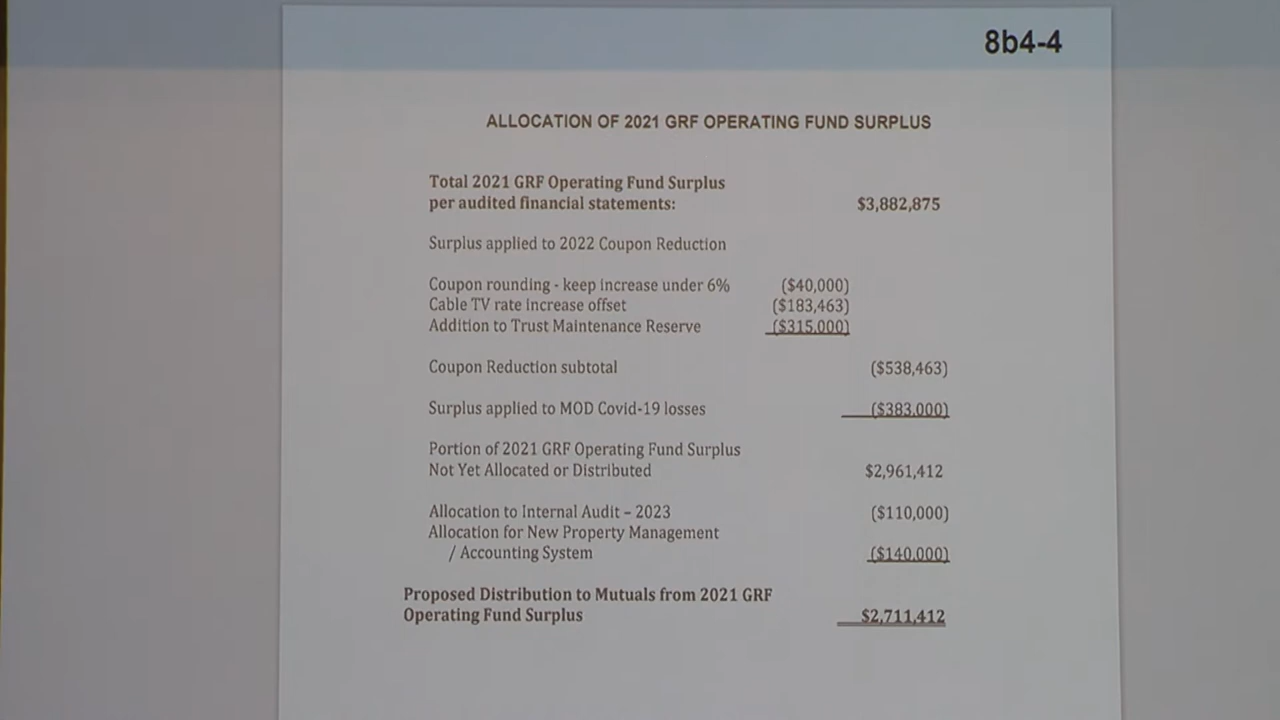 8b4-4
ALLOCATION OF 2021 GRF OPERATING FUND SURPLUS
Total 2021 GRF Operating Fund Surplus
per audited financial statements: $3,882,875
Surplus applied to 2022 Coupon Reduction
Coupon rounding - keep increase under 6% ($40,000)
Cable TV rate increase offset ($183,463)
Addition to Trust Maintenance Reserve ($315,000)
Coupon Reduction subtotal ($538,463)
Surplus applied to MOD Covid-19 losses ($383,000)
Portion of 2021 GRF Operating Fund Surplus
Not Yet Allocated or Distributed $2,961,412
Allocation to Internal Audit – 2023 ($110,000)
Allocation for New Property Management
/ Accounting System ($140,000)
Proposed Distribution to Mutuals from 2021 GRF
Operating Fund Surplus $2,711,412